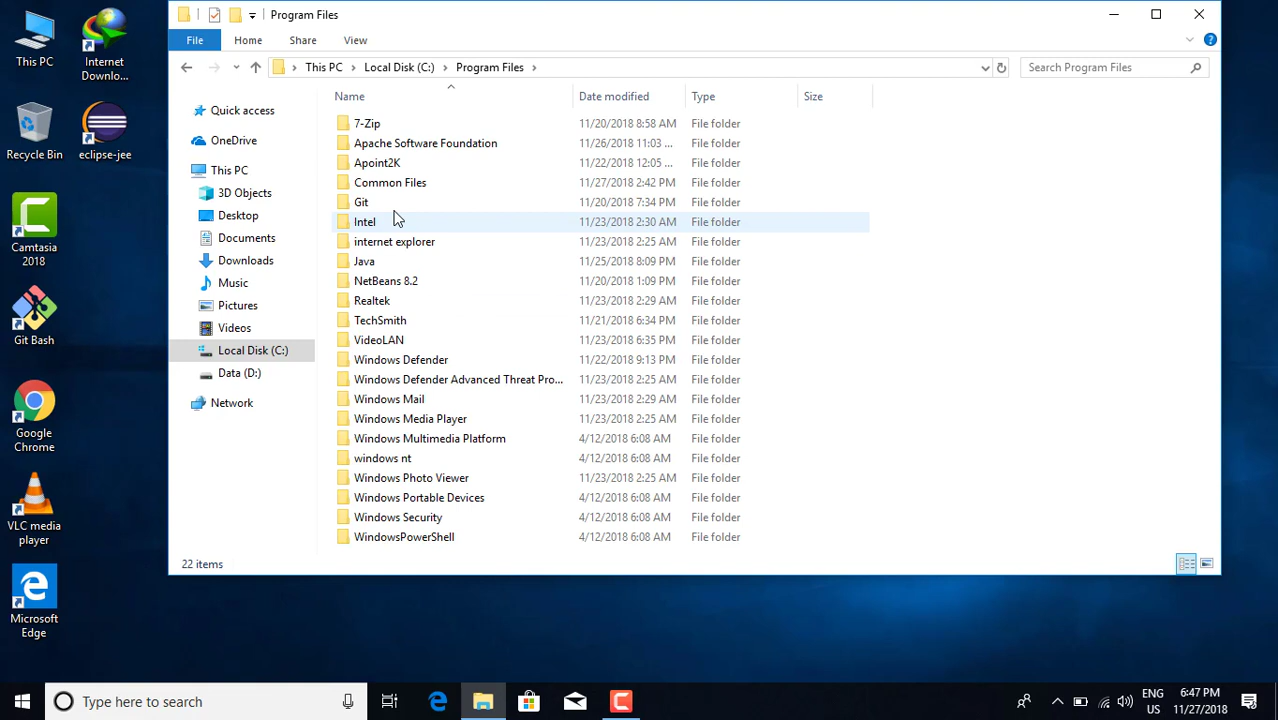 Program Files
File Home Share View
This PC Local Disk (C:) Program Files
Search Program Files
Name Date modified Type Size
7-Zip 11/20/2018 8:58 AM File folder
Apache Software Foundation 11/26/2018 11:03 ... File folder
Apoint2K 11/22/2018 12:05 ... File folder
Common Files 11/27/2018 2:42 PM File folder
Git 11/20/2018 7:34 PM File folder
Intel 11/23/2018 2:30 AM File folder
internet explorer 11/23/2018 2:25 AM File folder
Java 11/25/2018 8:09 PM File folder
NetBeans 8.2 11/20/2018 1:09 PM File folder
Realtek 11/23/2018 2:29 AM File folder
TechSmith 11/21/2018 6:34 PM File folder
VideoLAN 11/23/2018 6:35 PM File folder
Windows Defender 11/22/2018 9:13 PM File folder
Windows Defender Advanced Threat Pro... 11/23/2018 2:25 AM File folder
Windows Mail 11/23/2018 2:29 AM File folder
Windows Media Player 11/23/2018 2:25 AM File folder
Windows Multimedia Platform 4/12/2018 6:08 AM File folder
windows nt 4/12/2018 6:08 AM File folder
Windows Photo Viewer 11/23/2018 2:25 AM File folder
Windows Portable Devices 4/12/2018 6:08 AM File folder
Windows Security 4/12/2018 6:08 AM File folder
WindowsPowerShell 4/12/2018 6:08 AM File folder
22 items
Quick access
OneDrive
This PC
3D Objects
Desktop
Documents
Downloads
Music
Pictures
Videos
Local Disk (C:)
Data (D:)
Network
This PC
Internet
Downlo...
Recycle Bin
eclipse-jee
Camtasia
2018
Git Bash
Google
Chrome
VLC media
player
Microsoft
Edge
Type here to search
ENG
US
6:47 PM
11/27/2018